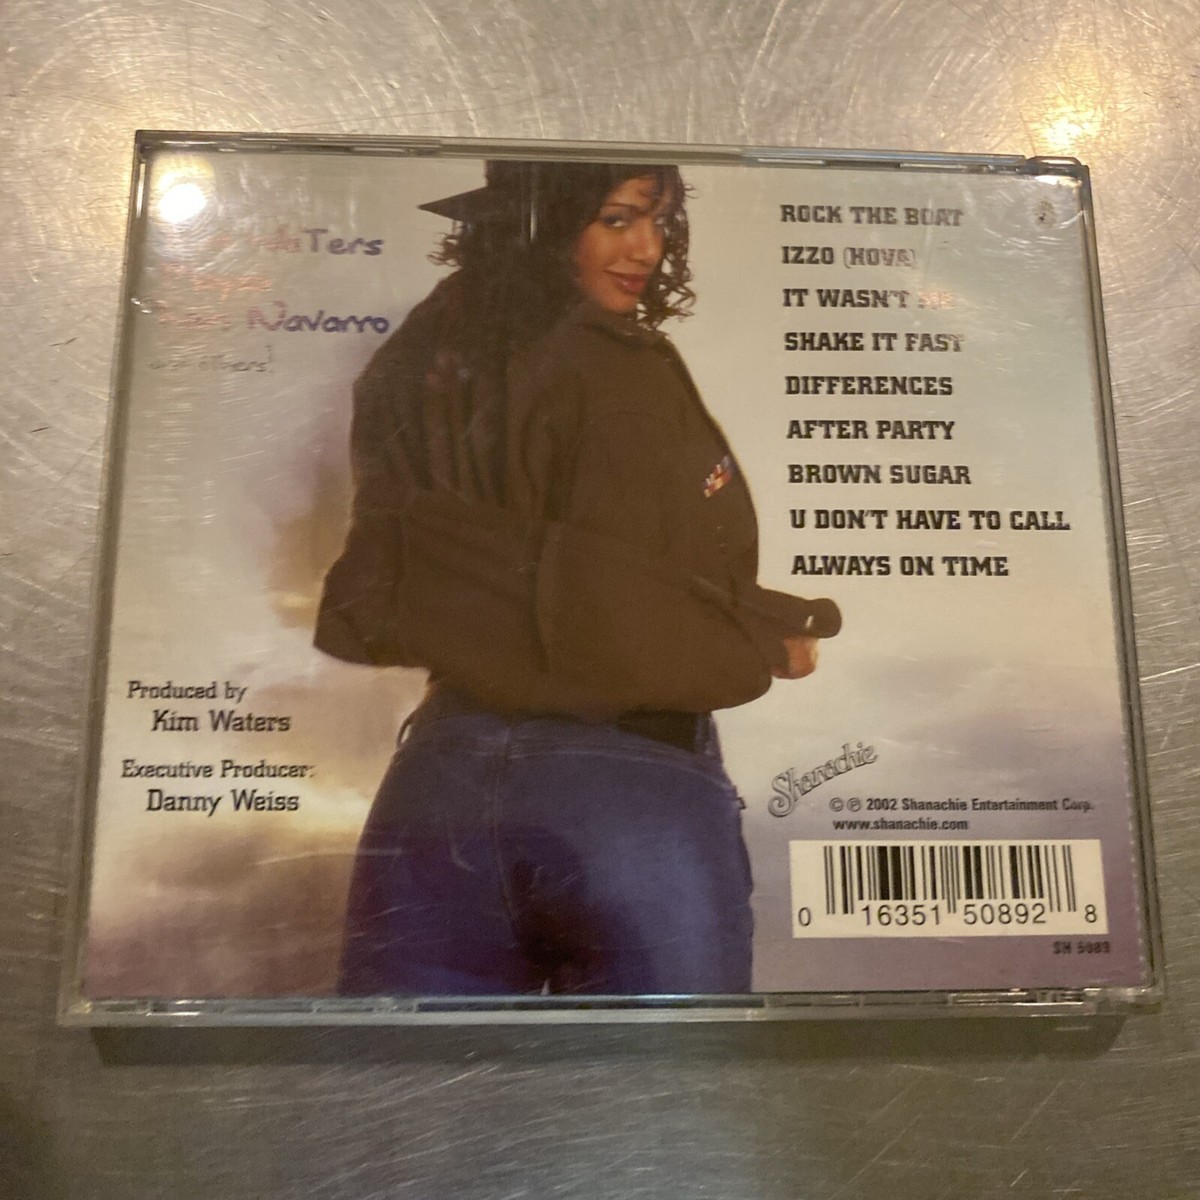 Navarro
ROCK THE BOAT
IZZO (HOVA)
IT WASN'T
SHAKE IT FAST
DIFFERENCES
AFTER PARTY
BROWN SUGAR
U DON'T HAVE TO CALL
ALWAYS ON TIME
Produced by
Kim Waters
Executive Producer:
Danny Weiss
Shanachie
© ℗ 2002 Shanachie Entertainment Corp.
www.shanachie.com
0 16351 50892 8
SH 5089